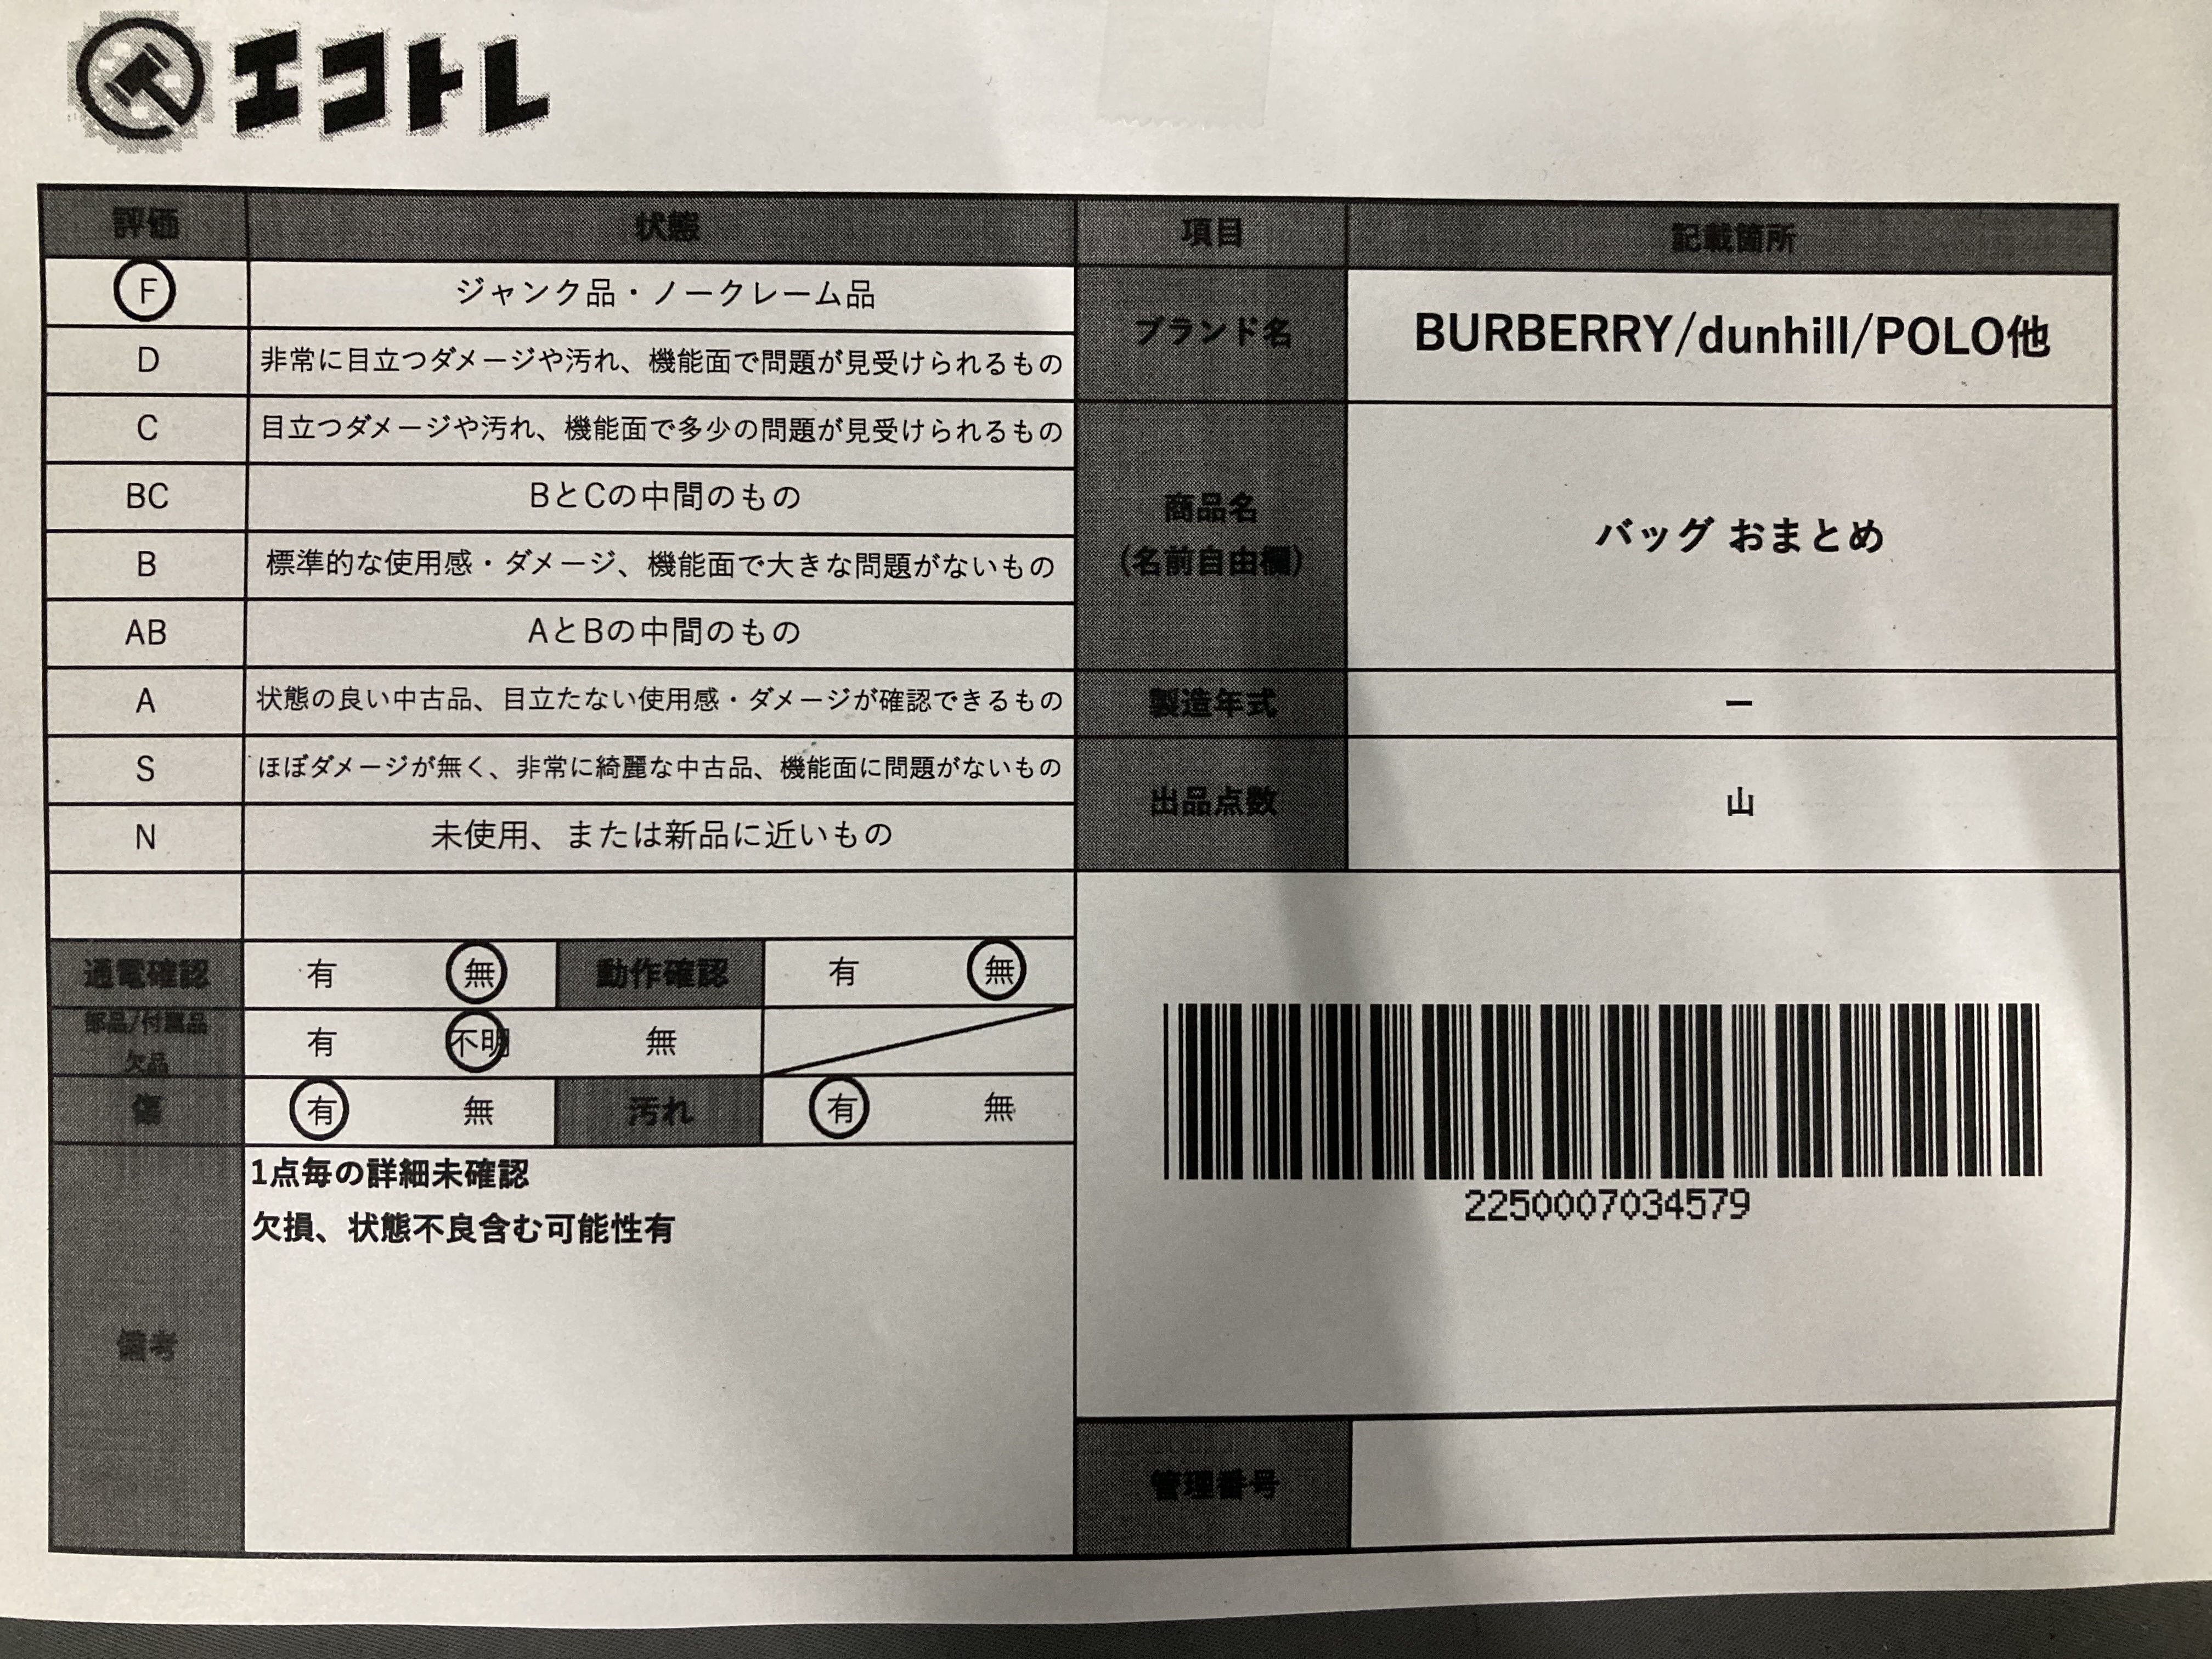 エコトレ
評価 状態 項目 記載箇所
F ジャンク品・ノークレーム品
D 非常に目立つダメージや汚れ、機能面で問題が見受けられるもの
C 目立つダメージや汚れ、機能面で多少の問題が見受けられるもの
BC BとCの中間のもの
B 標準的な使用感・ダメージ、機能面で大きな問題がないもの
AB AとBの中間のもの
A 状態の良い中古品、目立たない使用感・ダメージが確認できるもの
S ほぼダメージが無く、非常に綺麗な中古品、機能面に問題がないもの
N 未使用、または新品に近いもの
ブランド名 BURBERRY/dunhill/POLO他
商品名
(名前自由欄)
バッグ おまとめ
製造年式 ー
出品点数 山
通電確認 有 無 動作確認 有 無
部品/付属品
欠品
有 不明 無
傷 有 無 汚れ 有 無
備考
1点毎の詳細未確認
欠損、状態不良含む可能性有
2250007034579
管理番号